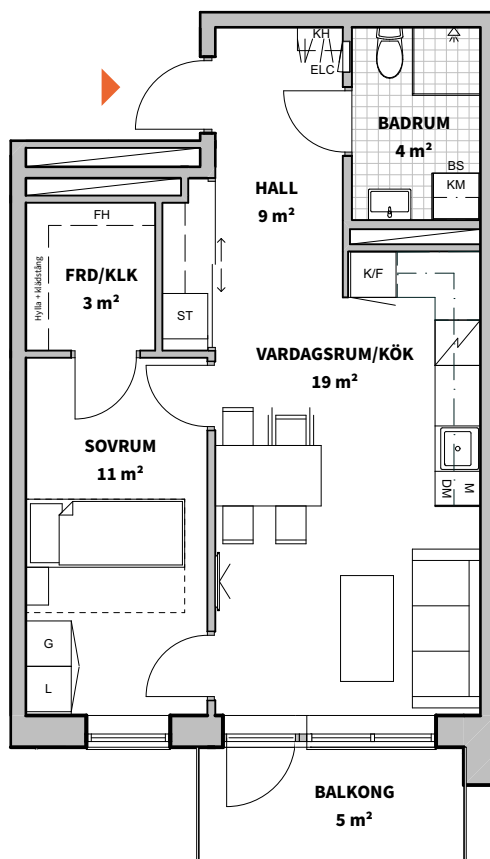 KH
ELC
BADRUM
4 m²
BS
KM
HALL
9 m²
FH
Hylla + klädstång
FRD/KLK
3 m²
ST
K/F
VARDAGSRUM/KÖK
19 m²
SOVRUM
11 m²
DM
M
G
L
BALKONG
5 m²